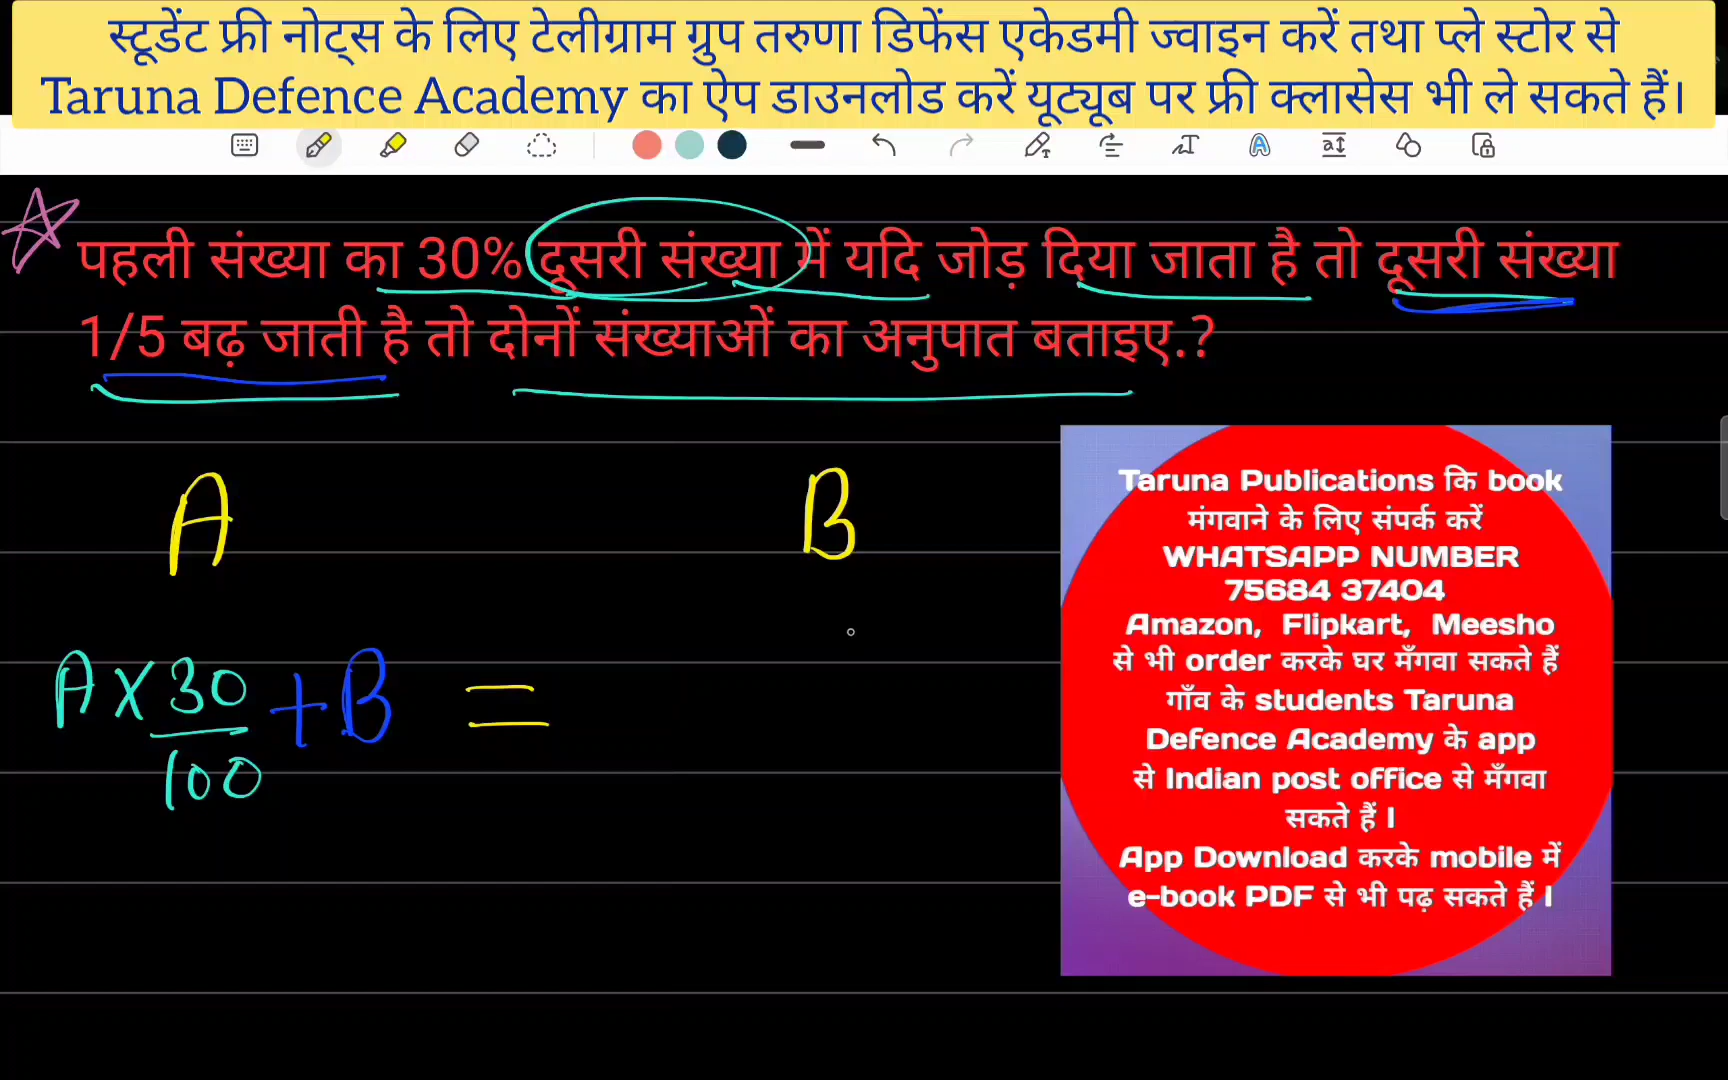 स्टूडेंट फ्री नोट्स के लिए टेलीग्राम ग्रुप तरुणा डिफेंस एकेडमी ज्वाइन करें तथा प्ले स्टोर से
Taruna Defence Academy का ऐप डाउनलोड करें यूट्यूब पर फ्री क्लासेस भी ले सकते हैं।
पहली संख्या का 30% दूसरी संख्या में यदि जोड़ दिया जाता है तो दूसरी संख्या
1/5 बढ़ जाती है तो दोनों संख्याओं का अनुपात बताइए.?
A B
A × 30/100 + B =
Taruna Publications कि book
मंगवाने के लिए संपर्क करें
WHATSAPP NUMBER
75684 37404
Amazon, Flipkart, Meesho
से भी order करके घर मँगवा सकते हैं
गाँव के students Taruna
Defence Academy के app
से Indian post office से मँगवा
सकते हैं।
App Download करके mobile में
e-book PDF से भी पढ़ सकते हैं।